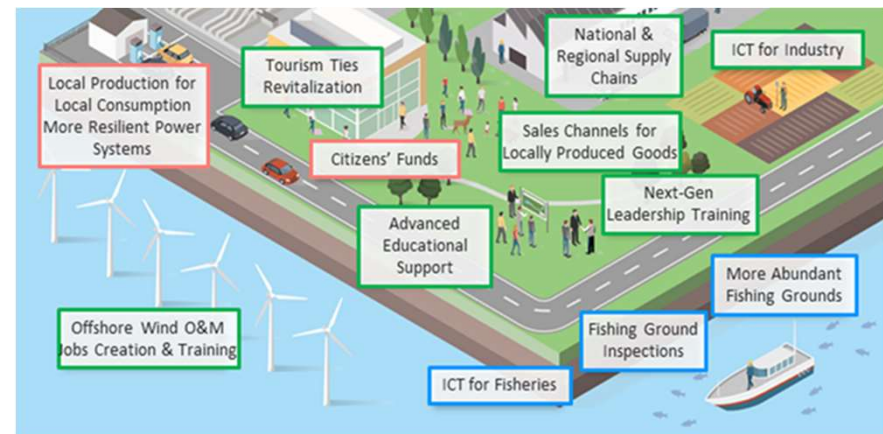 National &
Regional Supply
Chains
ICT for Industry
Tourism Ties
Revitalization
Local Production for
Local Consumption
More Resilient Power
Systems
Sales Channels for
Locally Produced Goods
Citizens' Funds
Next-Gen
Leadership Training
Advanced
Educational
Support
More Abundant
Fishing Grounds
Offshore Wind O&M
Jobs Creation & Training
Fishing Ground
Inspections
ICT for Fisheries